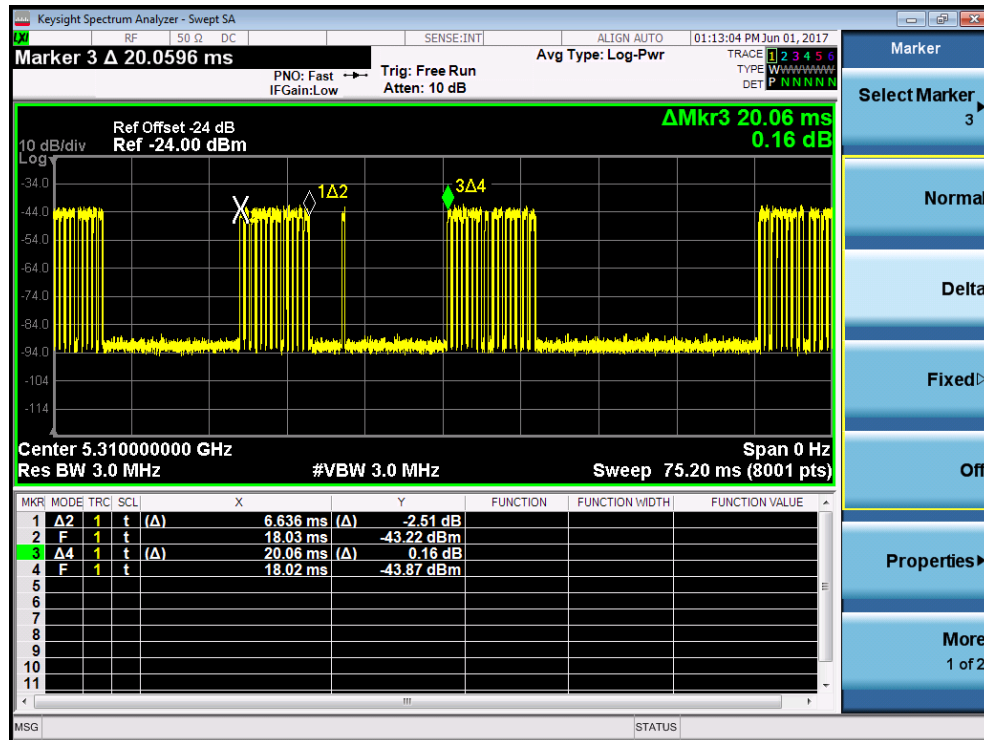 Keysight Spectrum Analyzer - Swept SA
LXI RF 50 Ω DC SENSE:INT ALIGN AUTO 01:13:04 PM Jun 01, 2017
Marker 3 Δ 20.0596 ms
PNO: Fast
IFGain:Low
Trig: Free Run
Atten: 10 dB
Avg Type: Log-Pwr
TRACE 1 2 3 4 5 6
TYPE WWWWWW
DET P N N N N N
ΔMkr3 20.06 ms
0.16 dB
Ref Offset -24 dB
10 dB/div Ref -24.00 dBm
Log
-34.0
-44.0
-54.0
-64.0
-74.0
-84.0
-94.0
-104
-114
X
1Δ2
3Δ4
Center 5.310000000 GHz Span 0 Hz
Res BW 3.0 MHz #VBW 3.0 MHz Sweep 75.20 ms (8001 pts)
MKR MODE TRC SCL X Y FUNCTION FUNCTION WIDTH FUNCTION VALUE
1 Δ2 1 t (Δ) 6.636 ms (Δ) -2.51 dB
2 F 1 t 18.03 ms -43.22 dBm
3 Δ4 1 t (Δ) 20.06 ms (Δ) 0.16 dB
4 F 1 t 18.02 ms -43.87 dBm
5
6
7
8
9
10
11
MSG STATUS
Marker
Select Marker
3
Normal
Delta
Fixed
Off
Properties
More
1 of 2